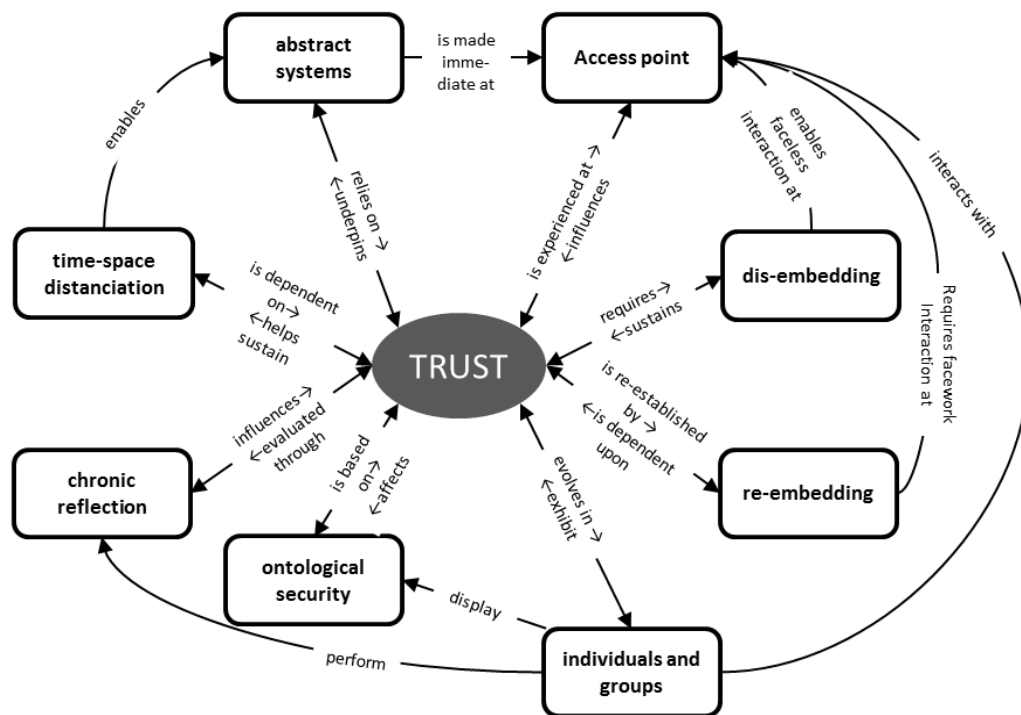 abstract
systems
is made
imme-
diate at
Access point
enables
relies on →
←underpins
is experienced at →
←influences
enables
faceless
interaction at
interacts with
time-space
distanciation
is dependent
on→
←helps
sustain
requires→
←sustains
dis-embedding
Requires facework
Interaction at
TRUST
influences→
←evaluated
through
is re-established
by →
←is dependent
upon
chronic
reflection
is based
on→
←affects
evolves in →
←exhibit
re-embedding
ontological
security
display
perform
individuals and
groups